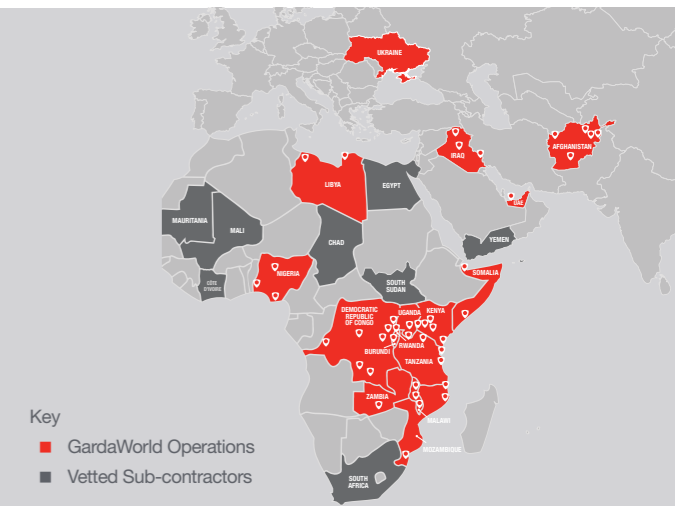 UKRAINE
AFGHANISTAN
IRAQ
LIBYA
EGYPT
UAE
MAURITANIA
MALI
CHAD
YEMEN
NIGERIA
SOMALIA
CÔTE
D'IVOIRE
SOUTH
SUDAN
DEMOCRATIC
REPUBLIC
OF CONGO
UGANDA
KENYA
RWANDA
BURUNDI
TANZANIA
ZAMBIA
MALAWI
MOZAMBIQUE
SOUTH
AFRICA
Key
GardaWorld Operations
Vetted Sub-contractors